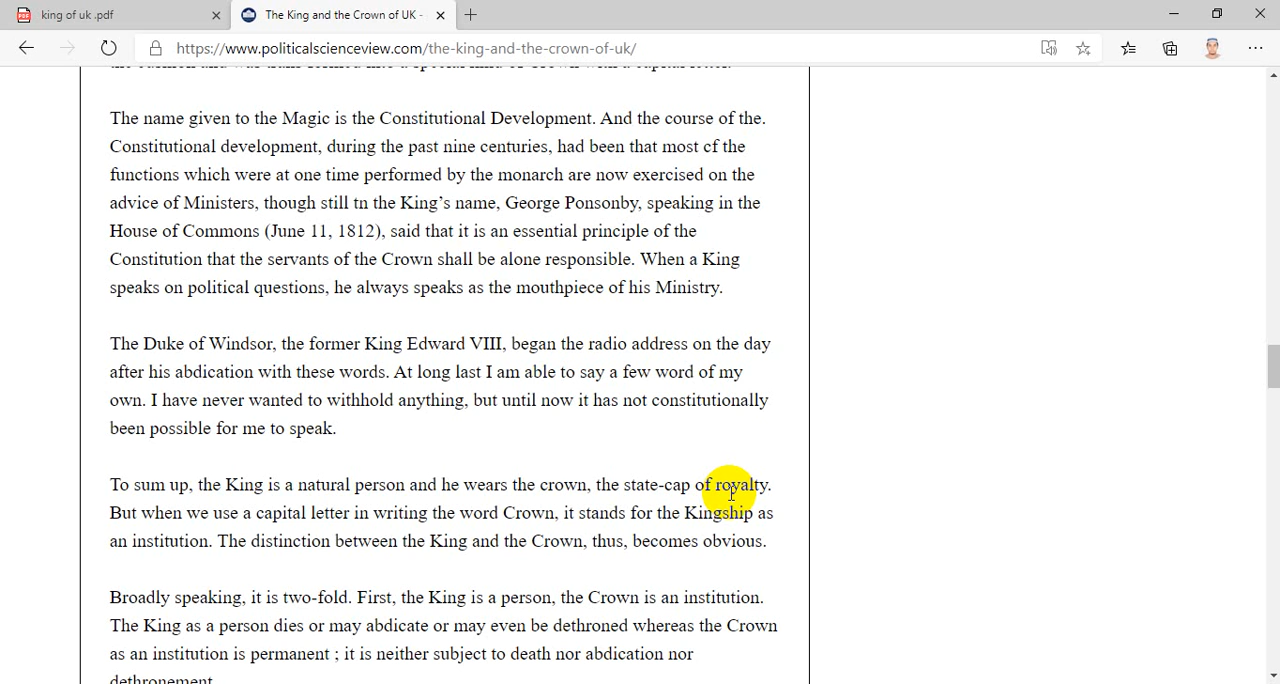 king of uk .pdf
The King and the Crown of UK -
https://www.politicalscienceview.com/the-king-and-the-crown-of-uk/
The name given to the Magic is the Constitutional Development. And the course of the.
Constitutional development, during the past nine centuries, had been that most cf the
functions which were at one time performed by the monarch are now exercised on the
advice of Ministers, though still tn the King’s name, George Ponsonby, speaking in the
House of Commons (June 11, 1812), said that it is an essential principle of the
Constitution that the servants of the Crown shall be alone responsible. When a King
speaks on political questions, he always speaks as the mouthpiece of his Ministry.
The Duke of Windsor, the former King Edward VIII, began the radio address on the day
after his abdication with these words. At long last I am able to say a few word of my
own. I have never wanted to withhold anything, but until now it has not constitutionally
been possible for me to speak.
To sum up, the King is a natural person and he wears the crown, the state-cap of royalty.
But when we use a capital letter in writing the word Crown, it stands for the Kingship as
an institution. The distinction between the King and the Crown, thus, becomes obvious.
Broadly speaking, it is two-fold. First, the King is a person, the Crown is an institution.
The King as a person dies or may abdicate or may even be dethroned whereas the Crown
as an institution is permanent ; it is neither subject to death nor abdication nor
dethronement